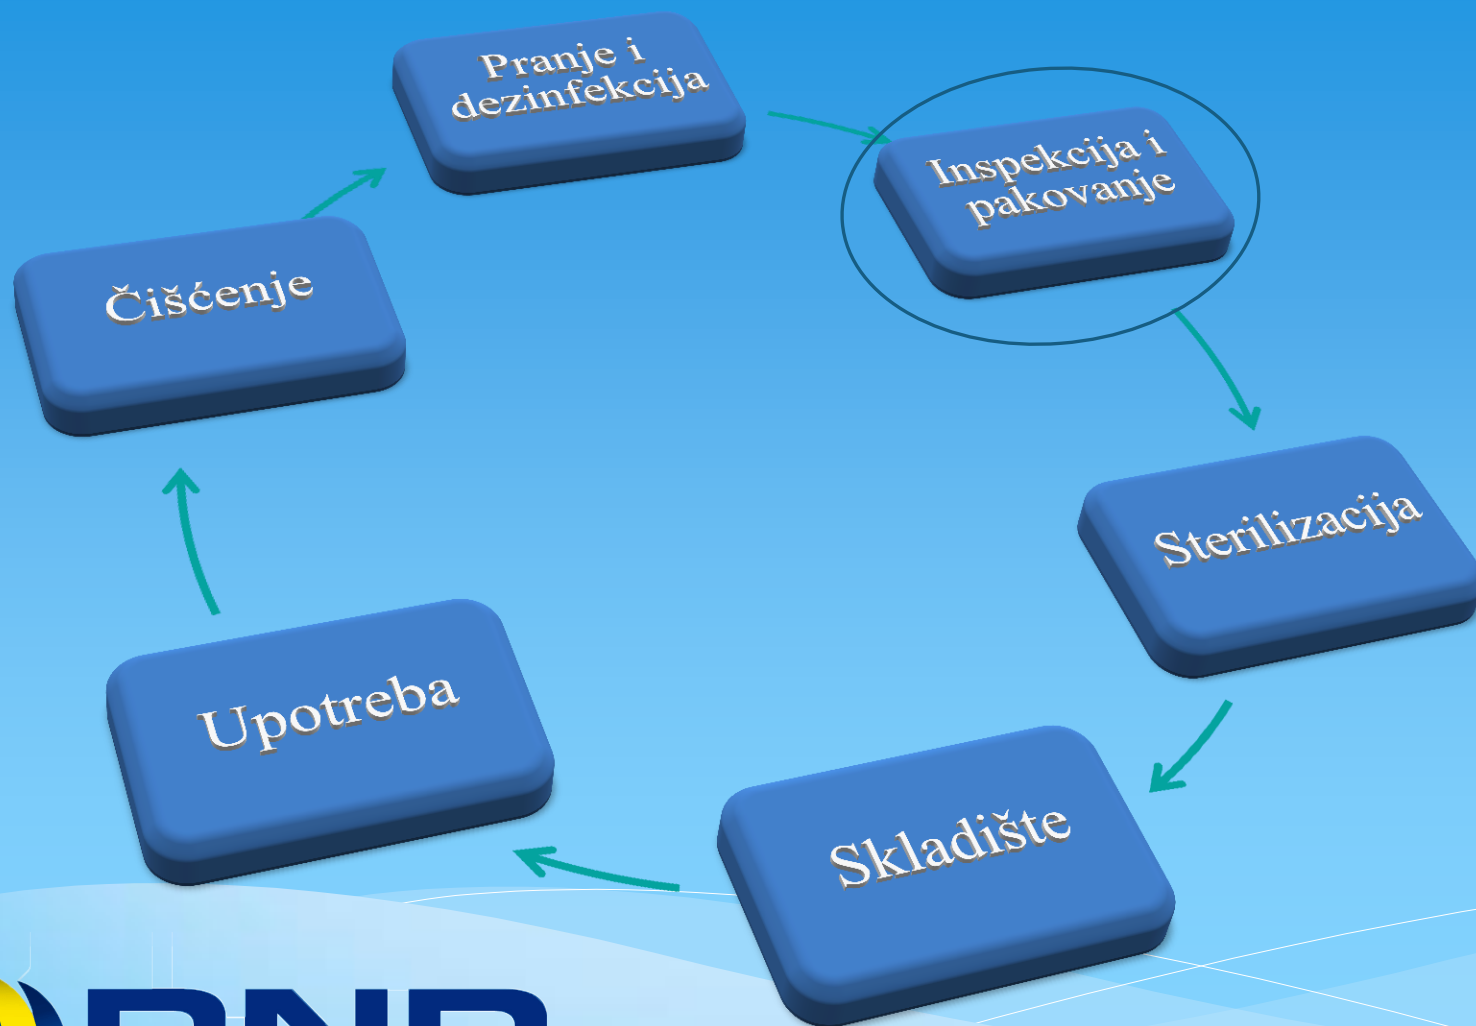 Pranje i
dezinfekcija
Inspekcija i
pakovanje
Čišćenje
Sterilizacija
Upotreba
Skladište